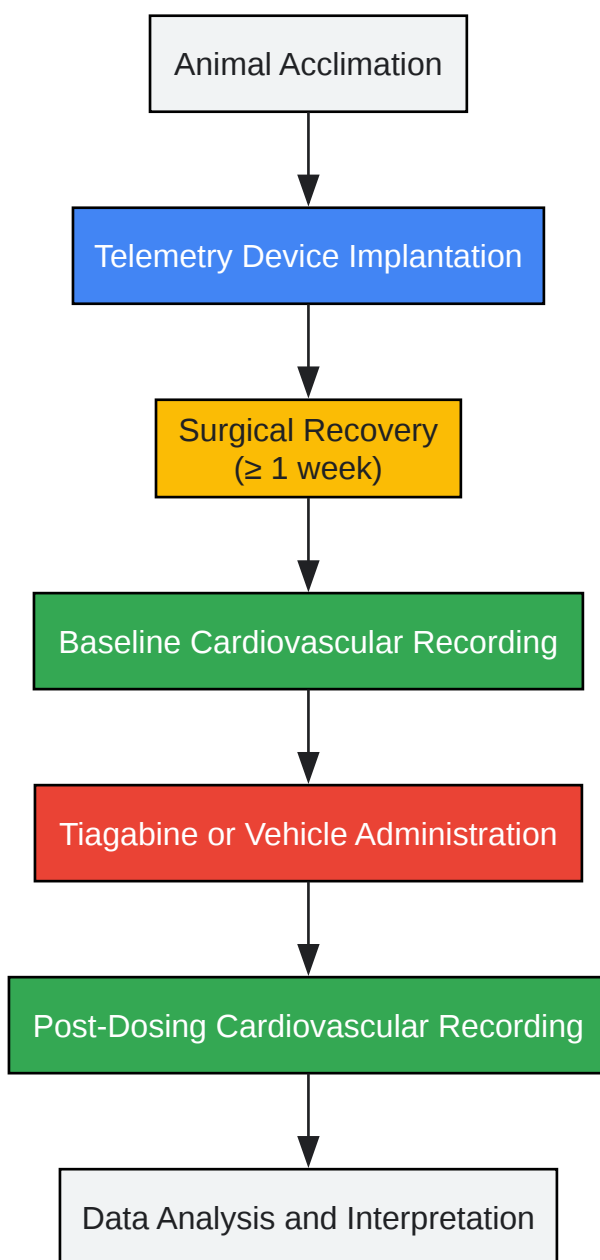 Animal Acclimation
Telemetry Device Implantation
Surgical Recovery
(≥ 1 week)
Baseline Cardiovascular Recording
Tiagabine or Vehicle Administration
Post-Dosing Cardiovascular Recording
Data Analysis and Interpretation